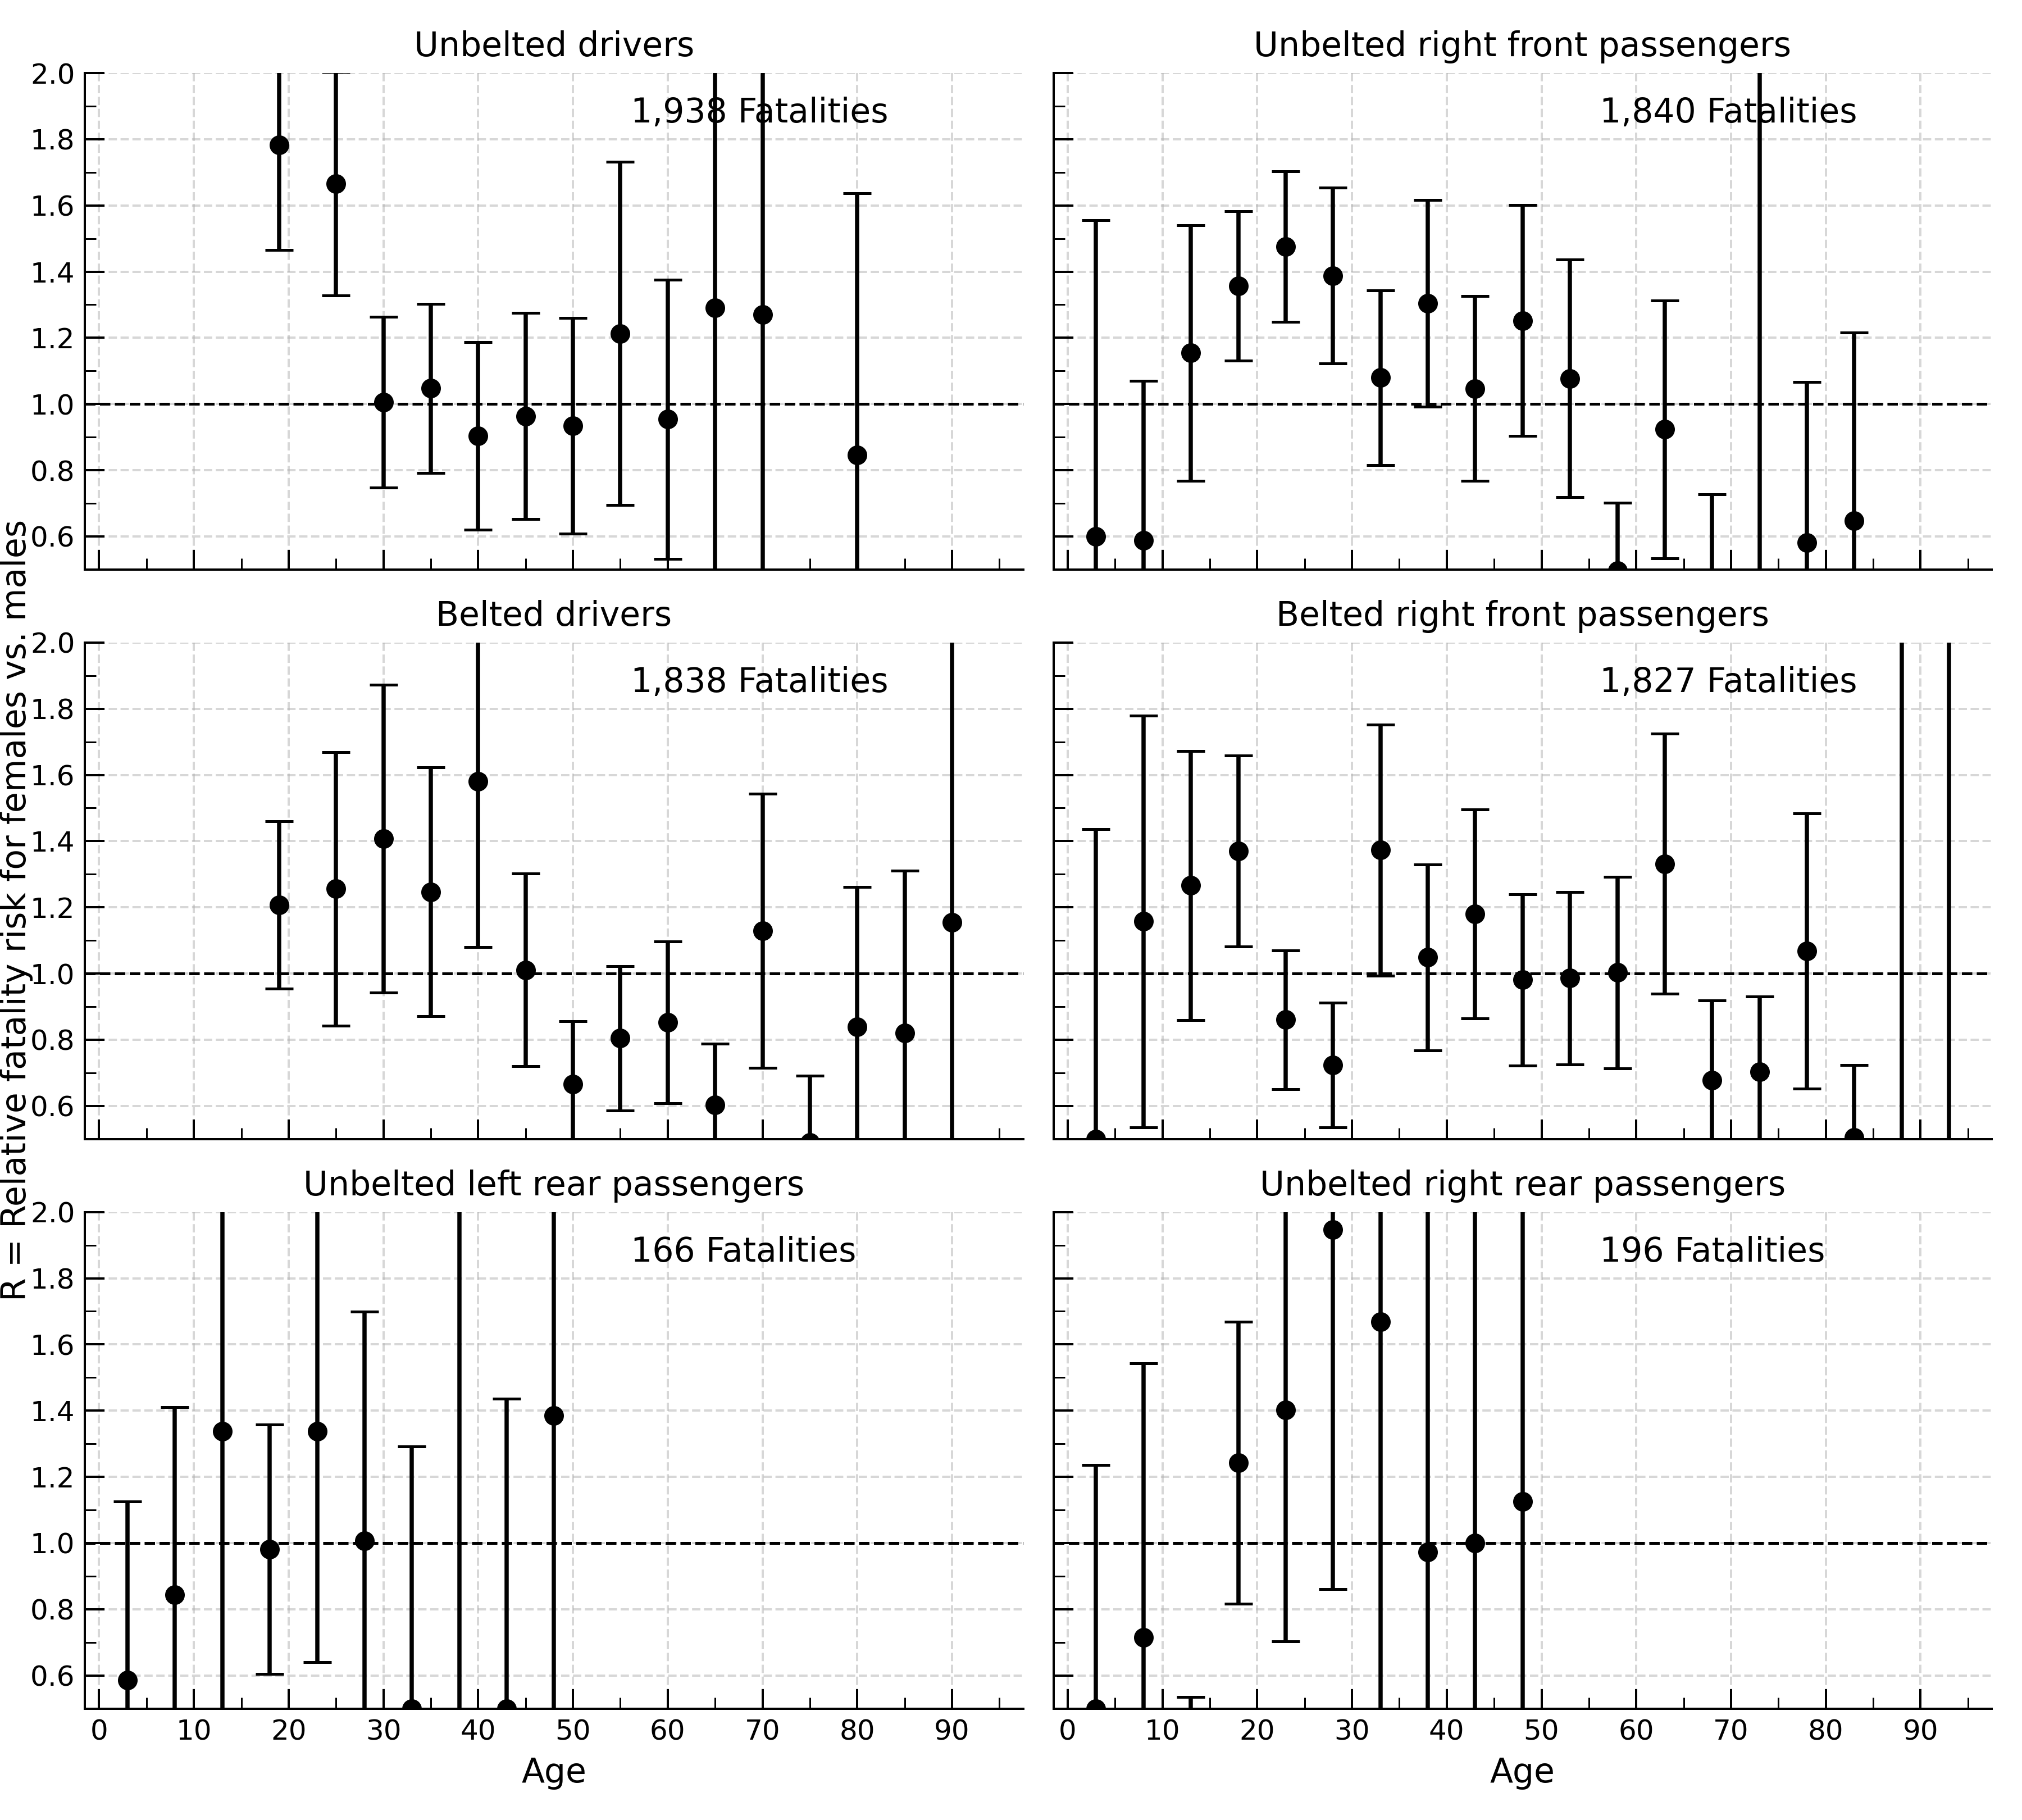 Unbelted drivers
Unbelted right front passengers
1,938 Fatalities
1,840 Fatalities
2.0
1.8
1.6
1.4
1.2
1.0
0.8
0.6
R = Relative fatality risk for females vs. males
Belted drivers
Belted right front passengers
1,838 Fatalities
1,827 Fatalities
2.0
1.8
1.6
1.4
1.2
1.0
0.8
0.6
Unbelted left rear passengers
Unbelted right rear passengers
166 Fatalities
196 Fatalities
2.0
1.8
1.6
1.4
1.2
1.0
0.8
0.6
0 10 20 30 40 50 60 70 80 90
0 10 20 30 40 50 60 70 80 90
Age
Age